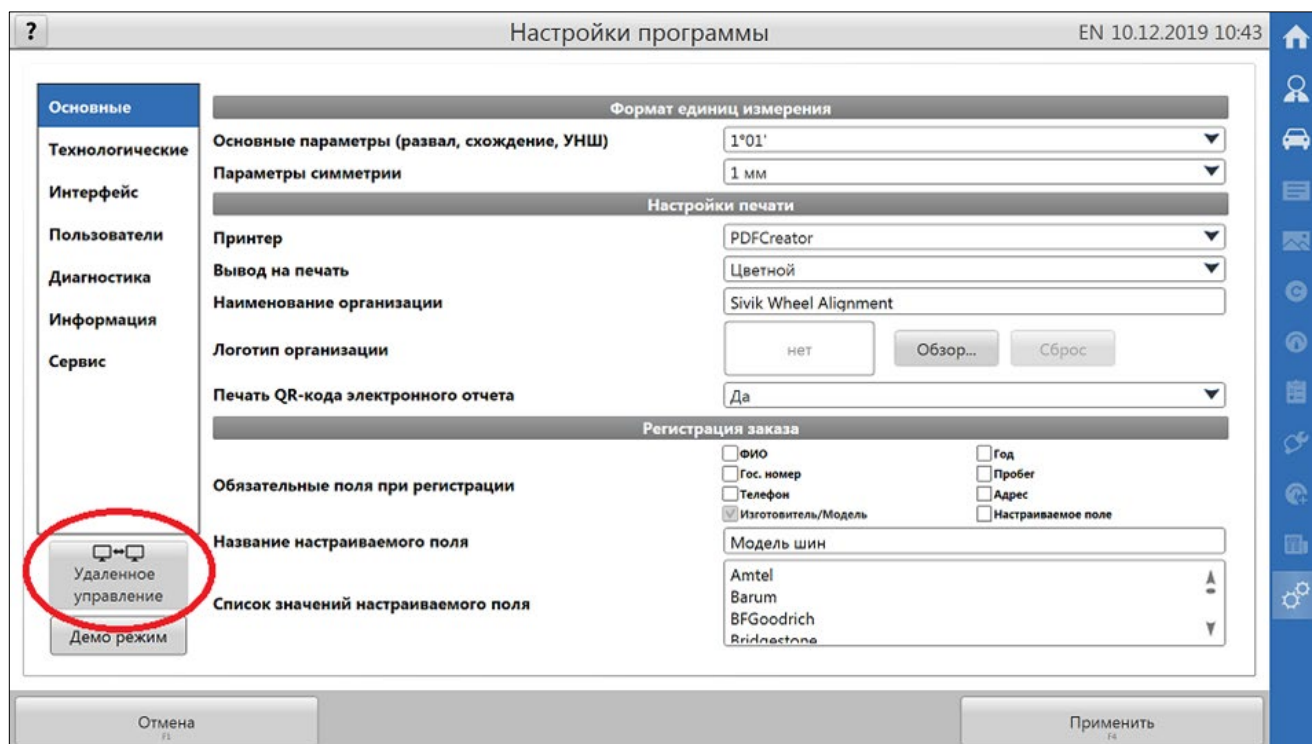 ?
Настройки программы
EN 10.12.2019 10:43
Основные
Технологические
Интерфейс
Пользователи
Диагностика
Информация
Сервис
Удаленное
управление
Демо режим
Формат единиц измерения
Основные параметры (развал, схождение, УНШ)
1°01'
Параметры симметрии
1 мм
Настройки печати
Принтер
PDFCreator
Вывод на печать
Цветной
Наименование организации
Sivik Wheel Alignment
Логотип организации
нет
Обзор...
Сброс
Печать QR-кода электронного отчета
Да
Регистрация заказа
Обязательные поля при регистрации
ФИО
Год
Гос. номер
Пробег
Телефон
Адрес
Изготовитель/Модель
Настраиваемое поле
Название настраиваемого поля
Модель шин
Список значений настраиваемого поля
Amtel
Barum
BFGoodrich
Bridgestone
Отмена
F1
Применить
F4